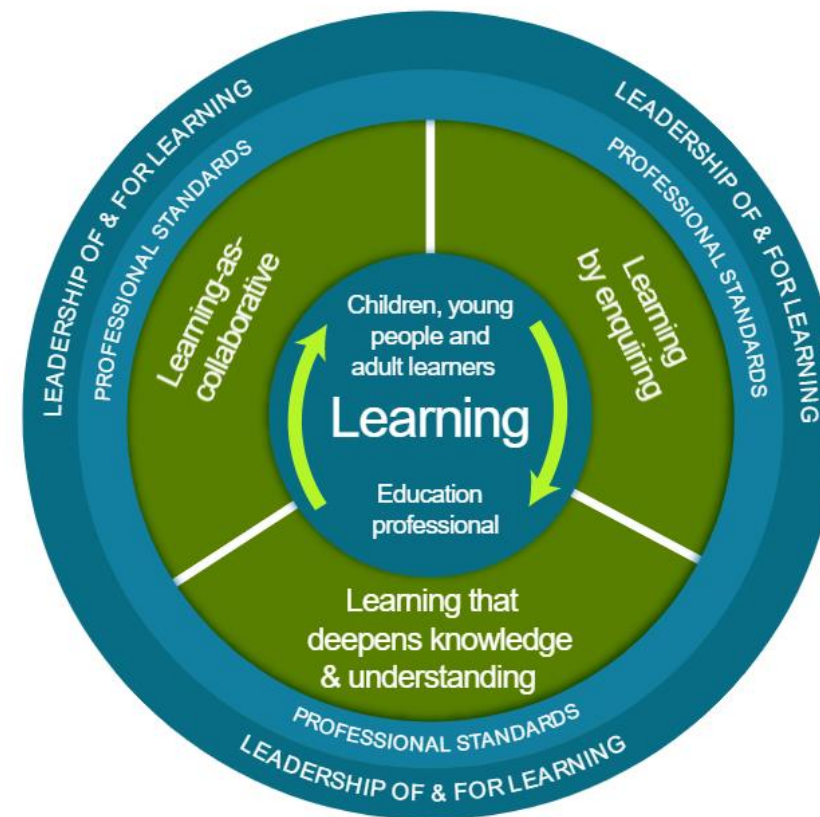 LEADERSHIP OF & FOR LEARNING
LEADERSHIP OF & FOR LEARNING
PROFESSIONAL STANDARDS
PROFESSIONAL STANDARDS
Learning-as-
collaborative
Learning
by enquiring
Children, young
people and
adult learners
Learning
Education
professional
Learning that
deepens knowledge
& understanding
PROFESSIONAL STANDARDS
LEADERSHIP OF & FOR LEARNING